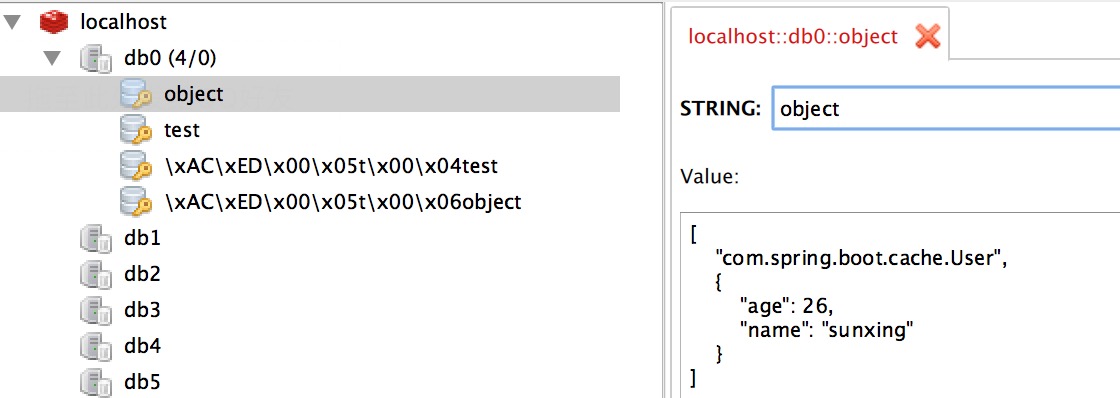 localhost
db0 (4/0)
object
test
\xAC\xED\x00\x05t\x00\x04test
\xAC\xED\x00\x05t\x00\x06object
db1
db2
db3
db4
db5
localhost::db0::object
STRING: object
Value:
[
"com.spring.boot.cache.User",
{
"age": 26,
"name": "sunxing"
}
]